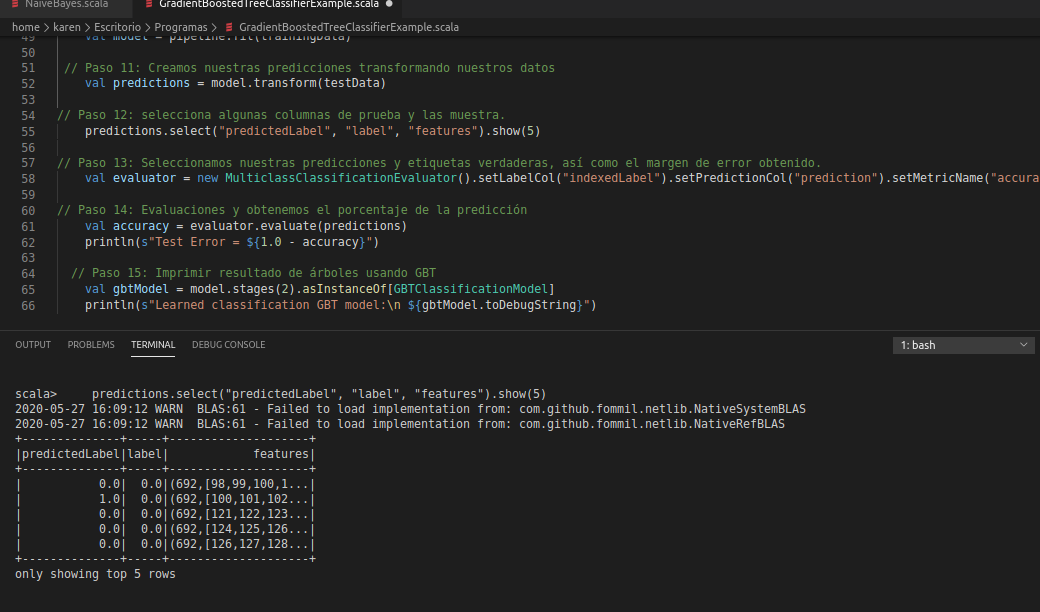 NaiveBayes.scala
GradientBoostedTreeClassifierExample.scala
home > karen > Escritorio > Programas > GradientBoostedTreeClassifierExample.scala
49 val model = pipeline.fit(trainingData)
50
51 // Paso 11: Creamos nuestras predicciones transformando nuestros datos
52 val predictions = model.transform(testData)
53
54 // Paso 12: selecciona algunas columnas de prueba y las muestra.
55 predictions.select("predictedLabel", "label", "features").show(5)
56
57 // Paso 13: Seleccionamos nuestras predicciones y etiquetas verdaderas, así como el margen de error obtenido.
58 val evaluator = new MulticlassClassificationEvaluator().setLabelCol("indexedLabel").setPredictionCol("prediction").setMetricName("accura
59
60 // Paso 14: Evaluaciones y obtenemos el porcentaje de la predicción
61 val accuracy = evaluator.evaluate(predictions)
62 println(s"Test Error = ${1.0 - accuracy}")
63
64 // Paso 15: Imprimir resultado de árboles usando GBT
65 val gbtModel = model.stages(2).asInstanceOf[GBTClassificationModel]
66 println(s"Learned classification GBT model:\n ${gbtModel.toDebugString}")
OUTPUT PROBLEMS TERMINAL DEBUG CONSOLE 1: bash
scala> predictions.select("predictedLabel", "label", "features").show(5)
2020-05-27 16:09:12 WARN BLAS:61 - Failed to load implementation from: com.github.fommil.netlib.NativeSystemBLAS
2020-05-27 16:09:12 WARN BLAS:61 - Failed to load implementation from: com.github.fommil.netlib.NativeRefBLAS
+--------------+-----+--------------------+
|predictedLabel|label|            features|
+--------------+-----+--------------------+
|           0.0|  0.0|(692,[98,99,100,1...|
|           1.0|  0.0|(692,[100,101,102...|
|           0.0|  0.0|(692,[121,122,123...|
|           0.0|  0.0|(692,[124,125,126...|
|           0.0|  0.0|(692,[126,127,128...|
+--------------+-----+--------------------+
only showing top 5 rows